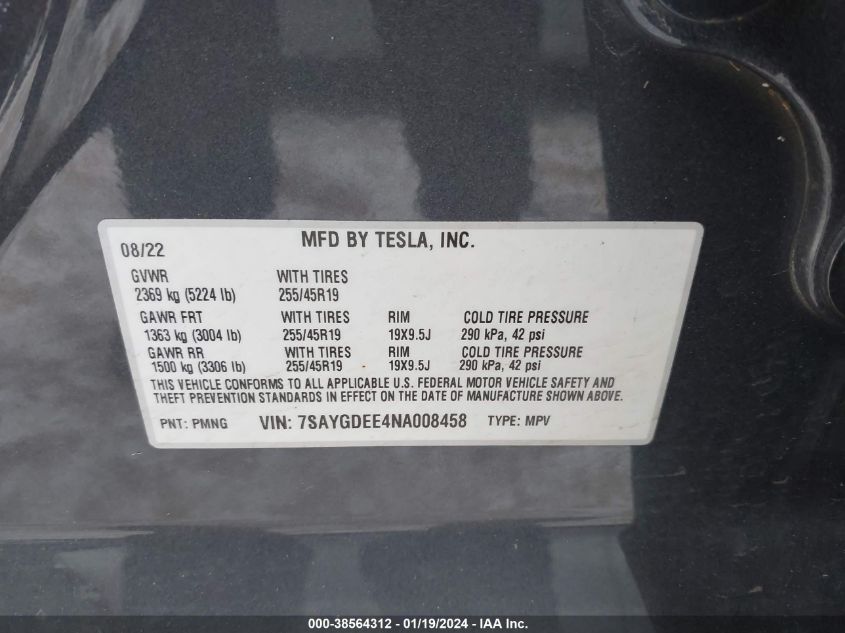 MFD BY TESLA, INC.
08/22
GVWR WITH TIRES
2369 kg (5224 lb) 255/45R19
GAWR FRT WITH TIRES RIM COLD TIRE PRESSURE
1363 kg (3004 lb) 255/45R19 19X9.5J 290 kPa, 42 psi
GAWR RR WITH TIRES RIM COLD TIRE PRESSURE
1500 kg (3306 lb) 255/45R19 19X9.5J 290 kPa, 42 psi
THIS VEHICLE CONFORMS TO ALL APPLICABLE U.S. FEDERAL MOTOR VEHICLE SAFETY AND
THEFT PREVENTION STANDARDS IN EFFECT ON THE DATE OF MANUFACTURE SHOWN ABOVE.
PNT: PMNG VIN: 7SAYGDEE4NA008458 TYPE: MPV
000-38564312 - 01/19/2024 - IAA Inc.